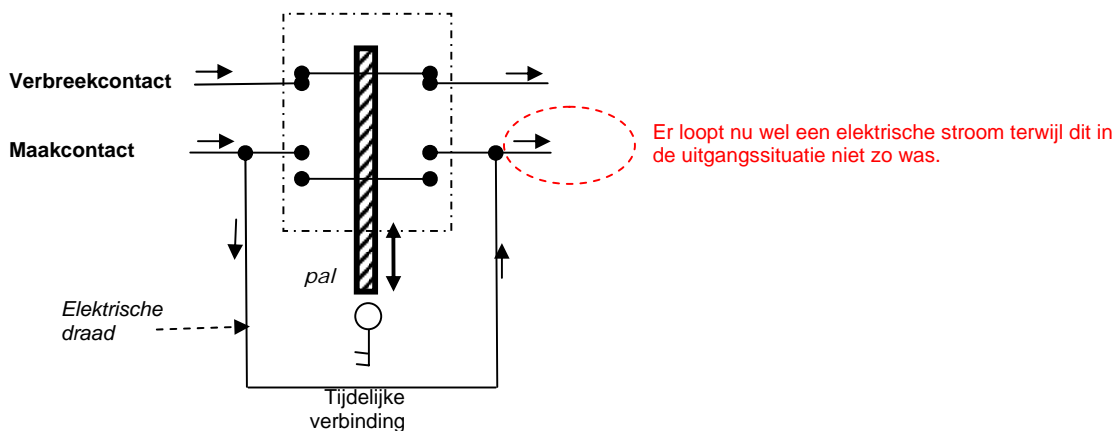 Verbreekcontact
Maakcontact
Er loopt nu wel een elektrische stroom terwijl dit in
de uitgangssituatie niet zo was.
pal
Elektrische
draad
Tijdelijke
verbinding